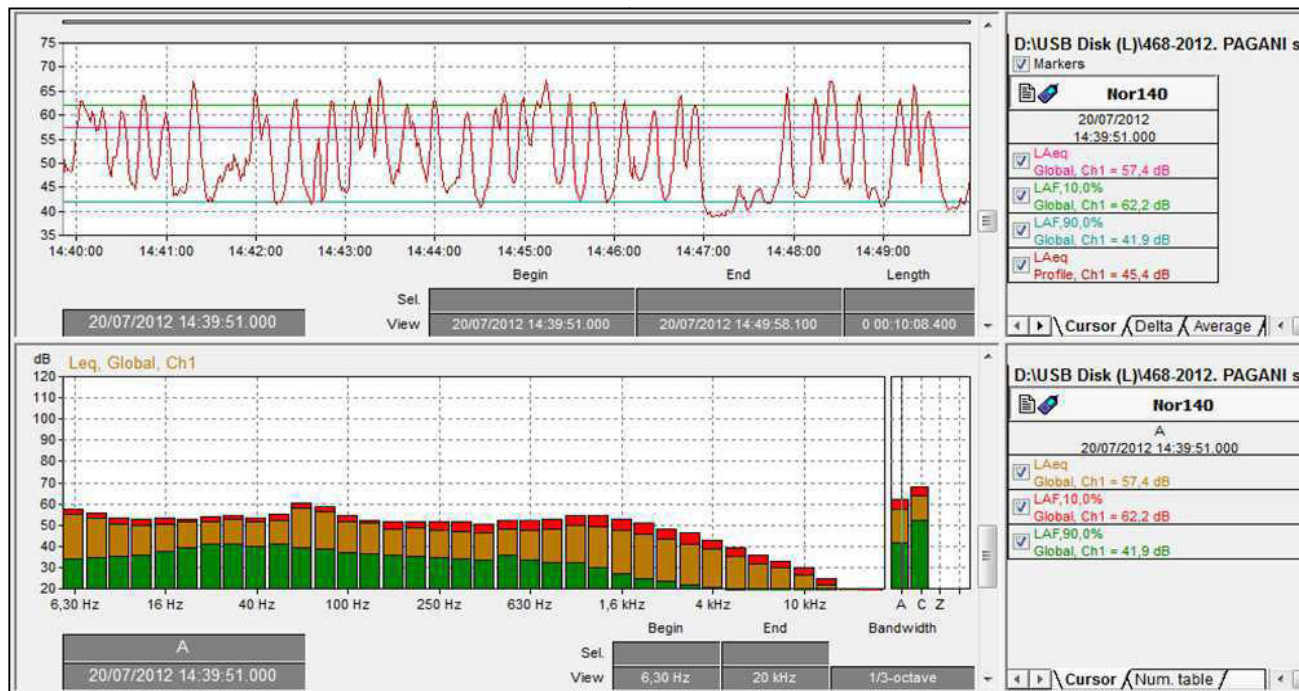 75
70
65
60
55
50
45
40
35
14:40:00 14:41:00 14:42:00 14:43:00 14:44:00 14:45:00 14:46:00 14:47:00 14:48:00 14:49:00
Begin End Length
Sel.
20/07/2012 14:39:51.000 View 20/07/2012 14:39:51.000 20/07/2012 14:49:58.100 0 00:10:08.400
D:\USB Disk (L)\468-2012. PAGANI s
Markers
Nor140
20/07/2012
14:39:51.000
LAeq
Global, Ch1 = 57,4 dB
LAF,10,0%
Global, Ch1 = 62,2 dB
LAF,90,0%
Global, Ch1 = 41,9 dB
LAeq
Profile, Ch1 = 45,4 dB
Cursor Delta Average
dB Leq, Global, Ch1
120
110
100
90
80
70
60
50
40
30
20
6,30 Hz 16 Hz 40 Hz 100 Hz 250 Hz 630 Hz 1,6 kHz 4 kHz 10 kHz A C Z
Begin End Bandwidth
A Sel.
20/07/2012 14:39:51.000 View 6,30 Hz 20 kHz 1/3-octave
D:\USB Disk (L)\468-2012. PAGANI s
Nor140
A
20/07/2012 14:39:51.000
LAeq
Global, Ch1 = 57,4 dB
LAF,10,0%
Global, Ch1 = 62,2 dB
LAF,90,0%
Global, Ch1 = 41,9 dB
Cursor Num. table